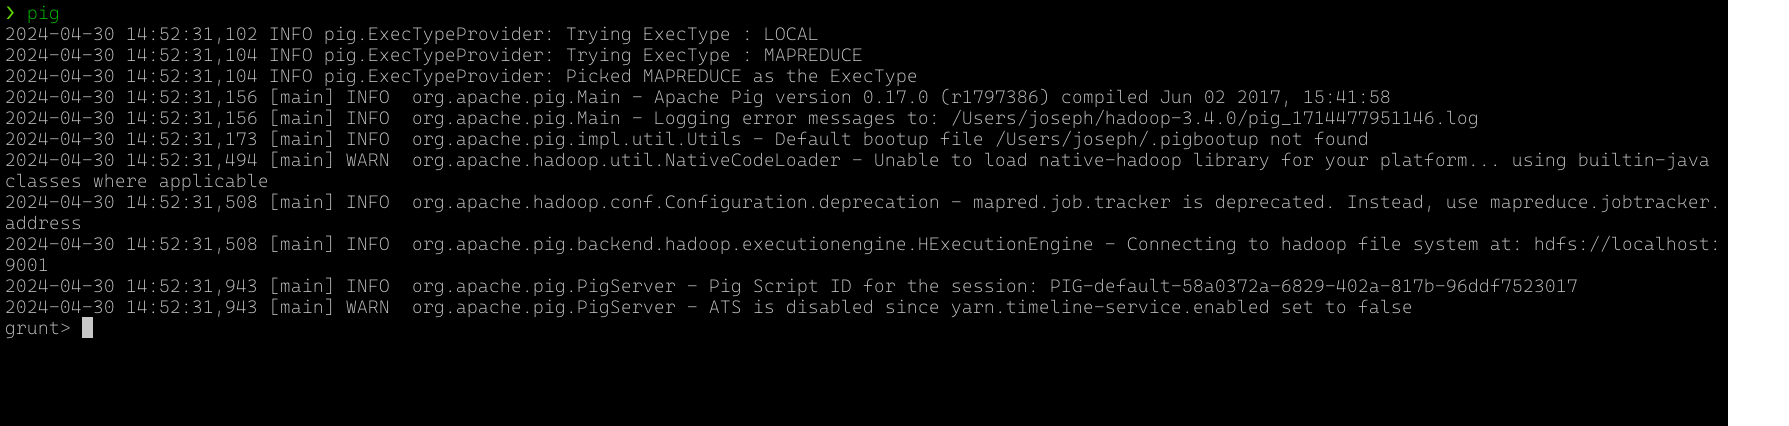 ❯ pig
2024-04-30 14:52:31,102 INFO pig.ExecTypeProvider: Trying ExecType : LOCAL
2024-04-30 14:52:31,104 INFO pig.ExecTypeProvider: Trying ExecType : MAPREDUCE
2024-04-30 14:52:31,104 INFO pig.ExecTypeProvider: Picked MAPREDUCE as the ExecType
2024-04-30 14:52:31,156 [main] INFO  org.apache.pig.Main - Apache Pig version 0.17.0 (r1797386) compiled Jun 02 2017, 15:41:58
2024-04-30 14:52:31,156 [main] INFO  org.apache.pig.Main - Logging error messages to: /Users/joseph/hadoop-3.4.0/pig_1714477951146.log
2024-04-30 14:52:31,173 [main] INFO  org.apache.pig.impl.util.Utils - Default bootup file /Users/joseph/.pigbootup not found
2024-04-30 14:52:31,494 [main] WARN  org.apache.hadoop.util.NativeCodeLoader - Unable to load native-hadoop library for your platform... using builtin-java
classes where applicable
2024-04-30 14:52:31,508 [main] INFO  org.apache.hadoop.conf.Configuration.deprecation - mapred.job.tracker is deprecated. Instead, use mapreduce.jobtracker.
address
2024-04-30 14:52:31,508 [main] INFO  org.apache.pig.backend.hadoop.executionengine.HExecutionEngine - Connecting to hadoop file system at: hdfs://localhost:
9001
2024-04-30 14:52:31,943 [main] INFO  org.apache.pig.PigServer - Pig Script ID for the session: PIG-default-58a0372a-6829-402a-817b-96ddf7523017
2024-04-30 14:52:31,943 [main] WARN  org.apache.pig.PigServer - ATS is disabled since yarn.timeline-service.enabled set to false
grunt>